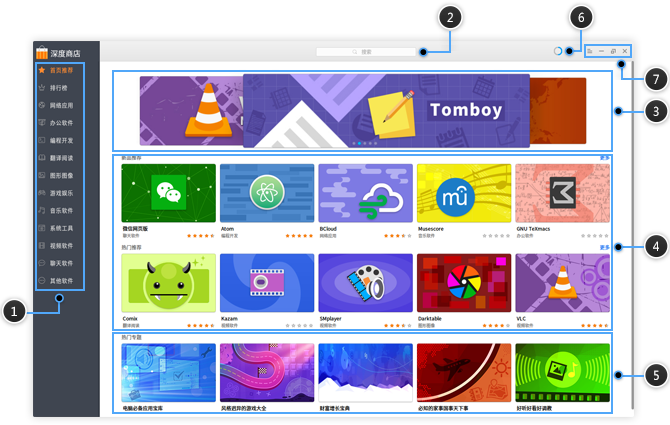 2
6
深度商店
搜索
7
首页推荐
排行榜
网络应用
办公软件
编程开发
翻译阅读
图形图像
游戏娱乐
音乐软件
系统工具
视频软件
聊天软件
其他软件
1
Tomboy
3
新品推荐 更多
mu
微信网页版 Atom BCloud Musescore GNU TeXmacs
聊天软件 编程开发 网络应用 音乐软件 办公软件
热门推荐 更多
4
Comix Kazam SMplayer Darktable VLC
翻译阅读 视频软件 视频软件 图形图像 视频软件
热门专题
5
电脑必备应用宝库 风格迥异的游戏大全 财富增长宝典 必知的家事国事天下事 好听好看好调教